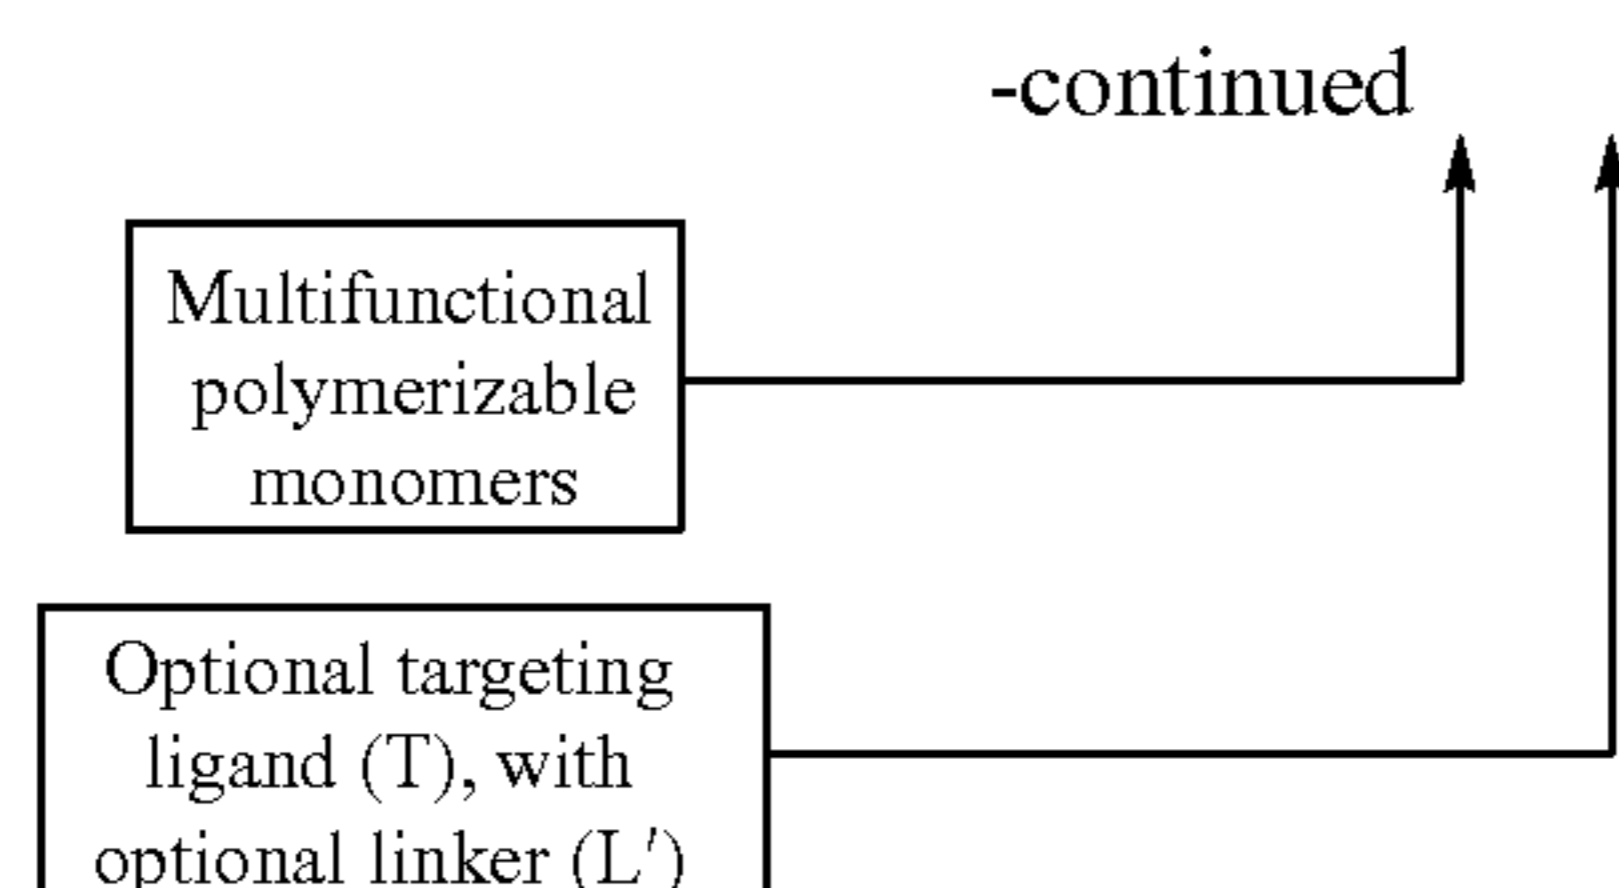 -continued
Multifunctional
polymerizable
monomers
Optional targeting
ligand (T), with
optional linker (L′)